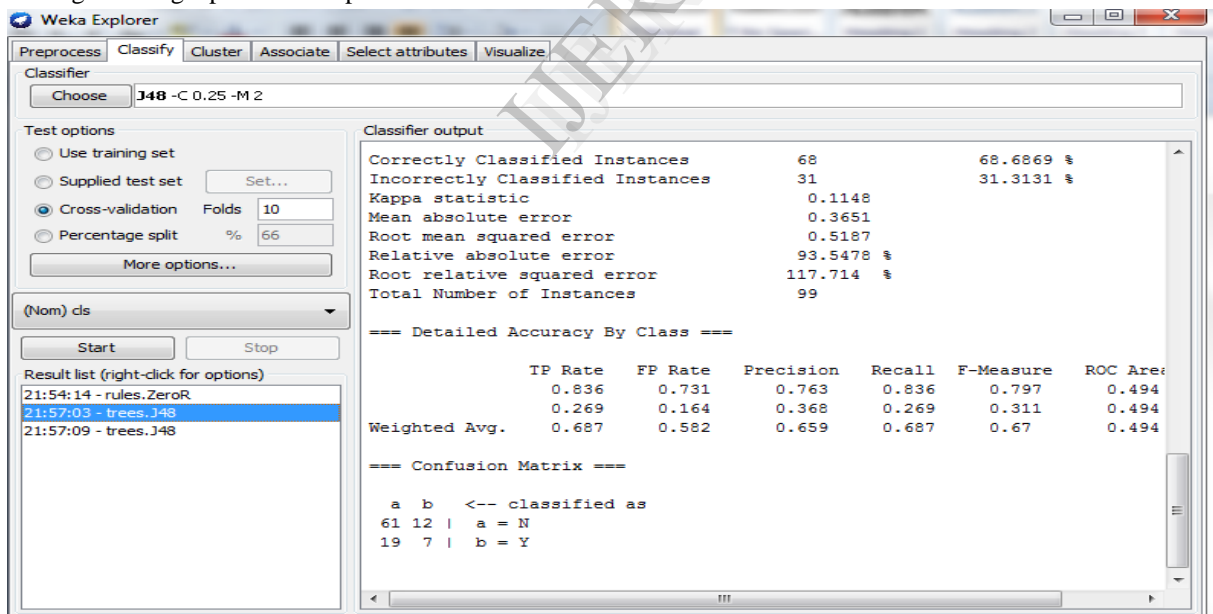 Weka Explorer
Preprocess Classify Cluster Associate Select attributes Visualize
Classifier
Choose J48 -C 0.25 -M 2
Test options
Use training set
Supplied test set Set...
Cross-validation Folds 10
Percentage split % 66
More options...
(Nom) cls
Start Stop
Result list (right-click for options)
21:54:14 - rules.ZeroR
21:57:03 - trees.J48
21:57:09 - trees.J48
Classifier output
Correctly Classified Instances 68 68.6869 %
Incorrectly Classified Instances 31 31.3131 %
Kappa statistic 0.1148
Mean absolute error 0.3651
Root mean squared error 0.5187
Relative absolute error 93.5478 %
Root relative squared error 117.714 %
Total Number of Instances 99
=== Detailed Accuracy By Class ===
TP Rate FP Rate Precision Recall F-Measure ROC Area
0.836 0.731 0.763 0.836 0.797 0.494
0.269 0.164 0.368 0.269 0.311 0.494
Weighted Avg. 0.687 0.582 0.659 0.687 0.67 0.494
=== Confusion Matrix ===
a b <-- classified as
61 12 | a = N
19 7 | b = Y